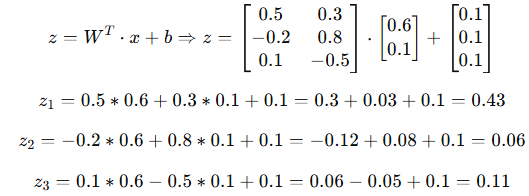 z = W^T · x + b ⇒ z = [0.5 0.3; −0.2 0.8; 0.1 −0.5] · [0.6; 0.1] + [0.1; 0.1; 0.1]
z₁ = 0.5 ∗ 0.6 + 0.3 ∗ 0.1 + 0.1 = 0.3 + 0.03 + 0.1 = 0.43
z₂ = −0.2 ∗ 0.6 + 0.8 ∗ 0.1 + 0.1 = −0.12 + 0.08 + 0.1 = 0.06
z₃ = 0.1 ∗ 0.6 − 0.5 ∗ 0.1 + 0.1 = 0.06 − 0.05 + 0.1 = 0.11